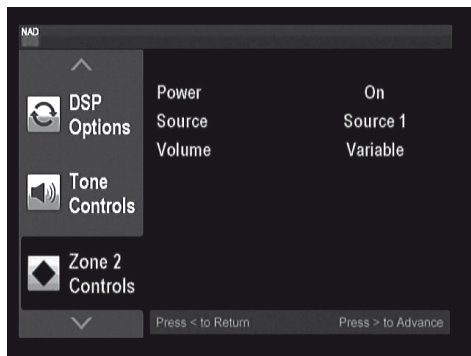 NAD
DSP
Options
Tone
Controls
Zone 2
Controls
Power On
Source Source 1
Volume Variable
Press < to Return Press > to Advance